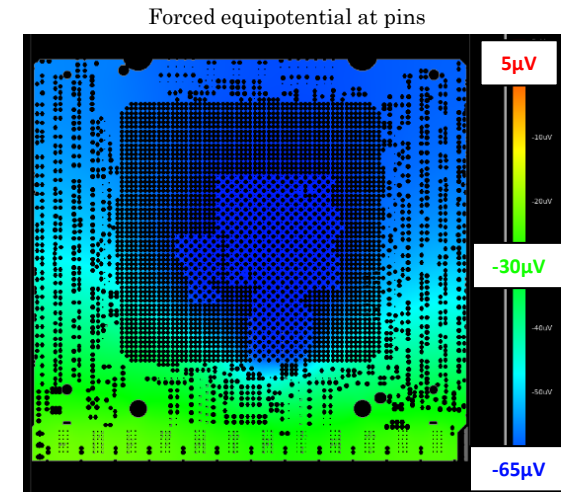 Forced equipotential at pins
5µV
-10uV
-20uV
-30µV
-40uV
-50uV
-65µV